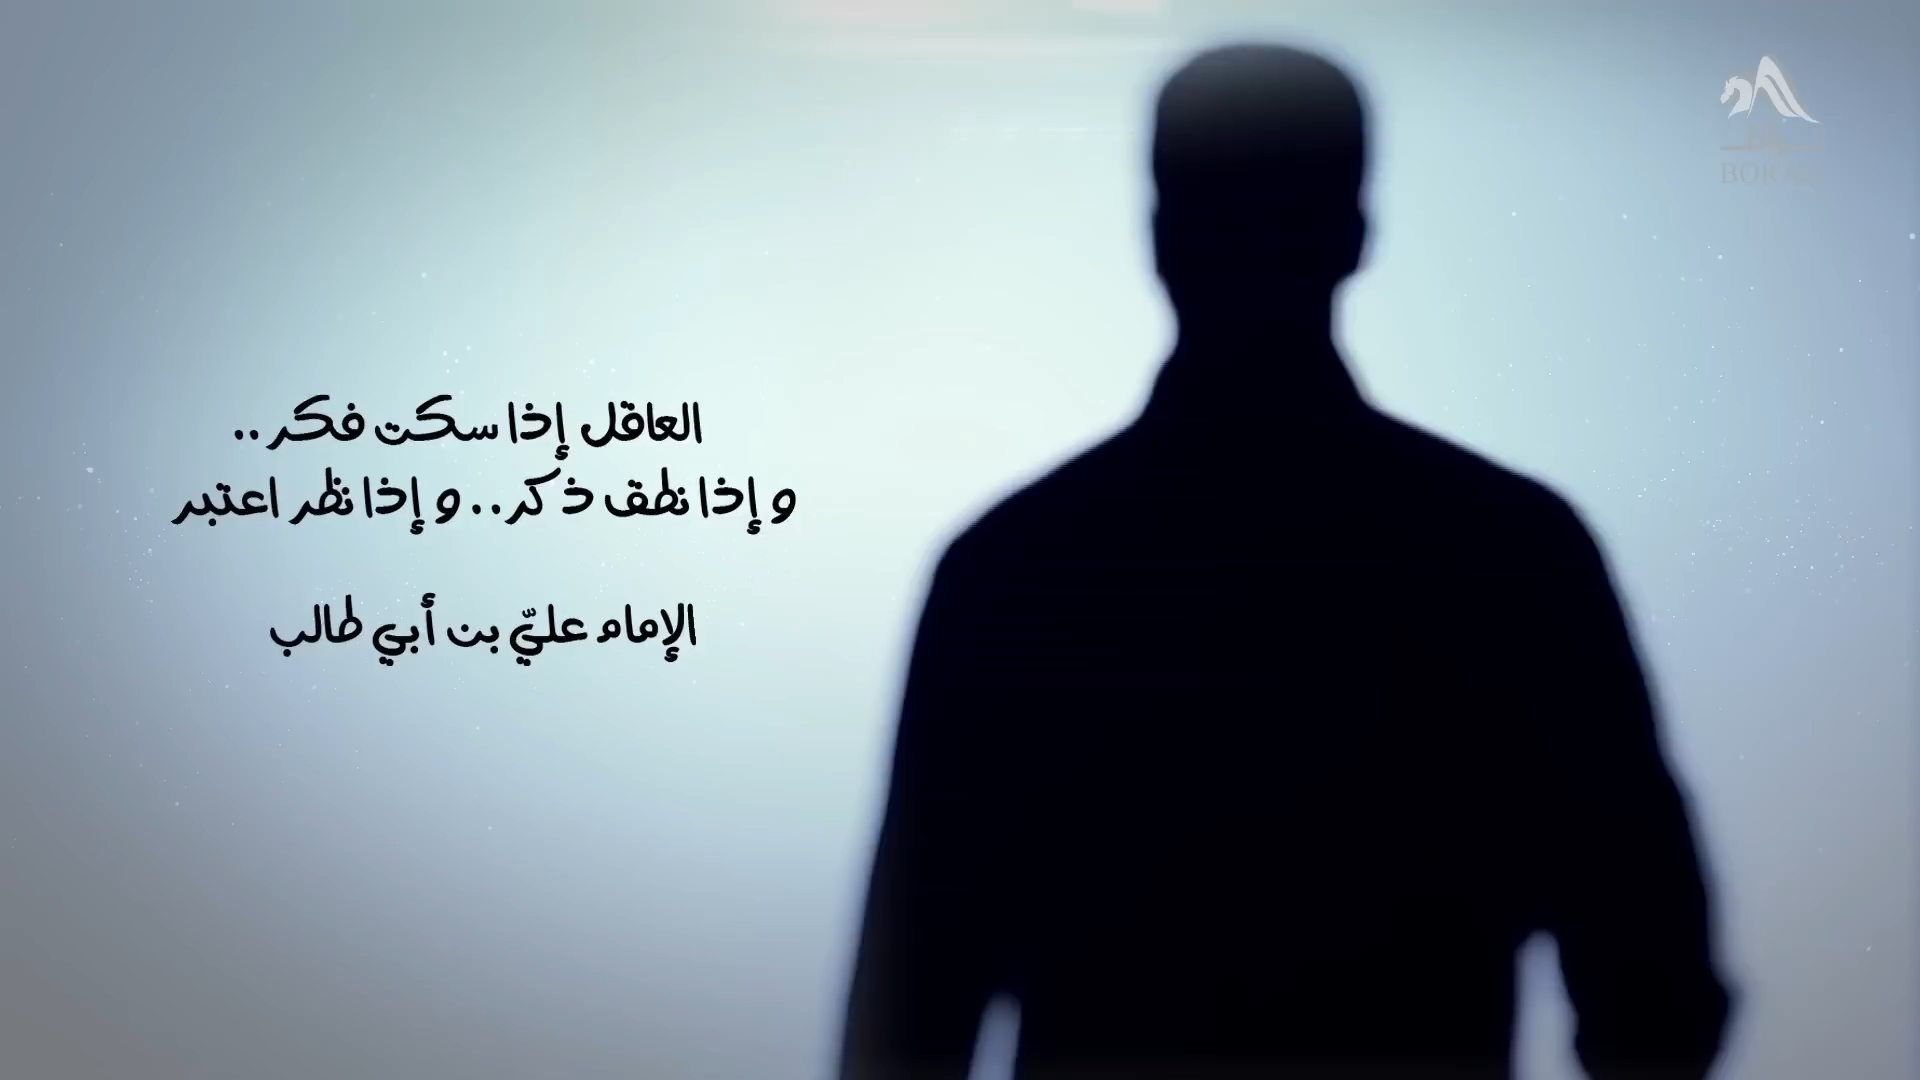 العاقل إذا سكت فكر..
و إذا نطق ذكر.. و إذا نظر اعتبر
الإمام عليّ بن أبي طالب